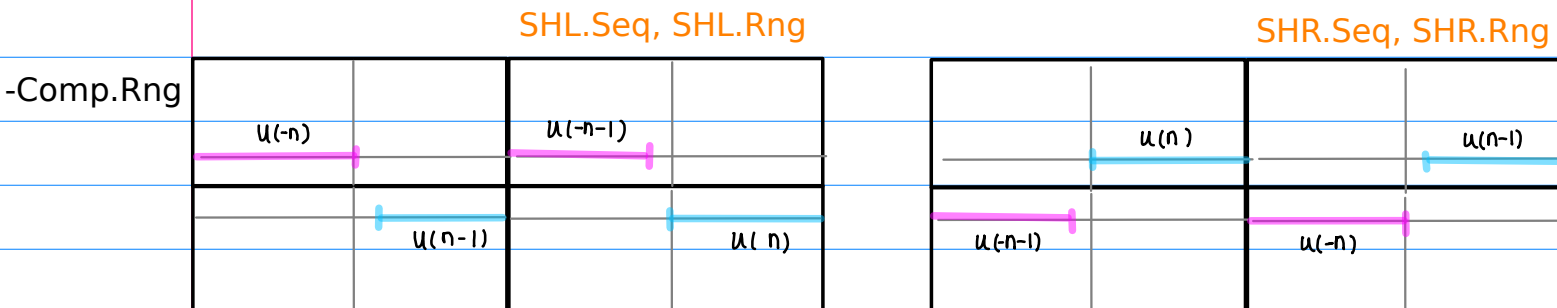 SHL.Seq, SHL.Rng
SHR.Seq, SHR.Rng
-Comp.Rng
u(-n)
u(-n-1)
u(n)
u(n-1)
u(n-1)
u(n)
u(-n-1)
u(-n)